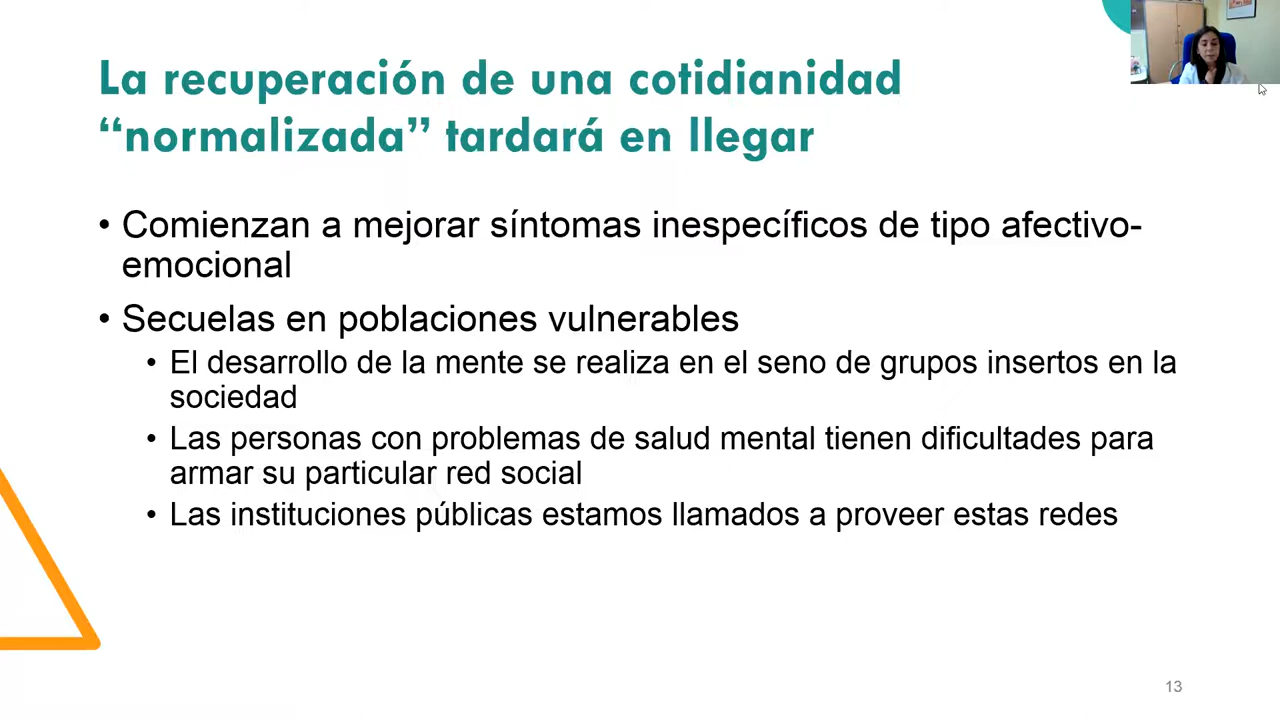 La recuperación de una cotidianidad
“normalizada” tardará en llegar
• Comienzan a mejorar síntomas inespecíficos de tipo afectivo-
emocional
• Secuelas en poblaciones vulnerables
• El desarrollo de la mente se realiza en el seno de grupos insertos en la
sociedad
• Las personas con problemas de salud mental tienen dificultades para
armar su particular red social
• Las instituciones públicas estamos llamados a proveer estas redes
13